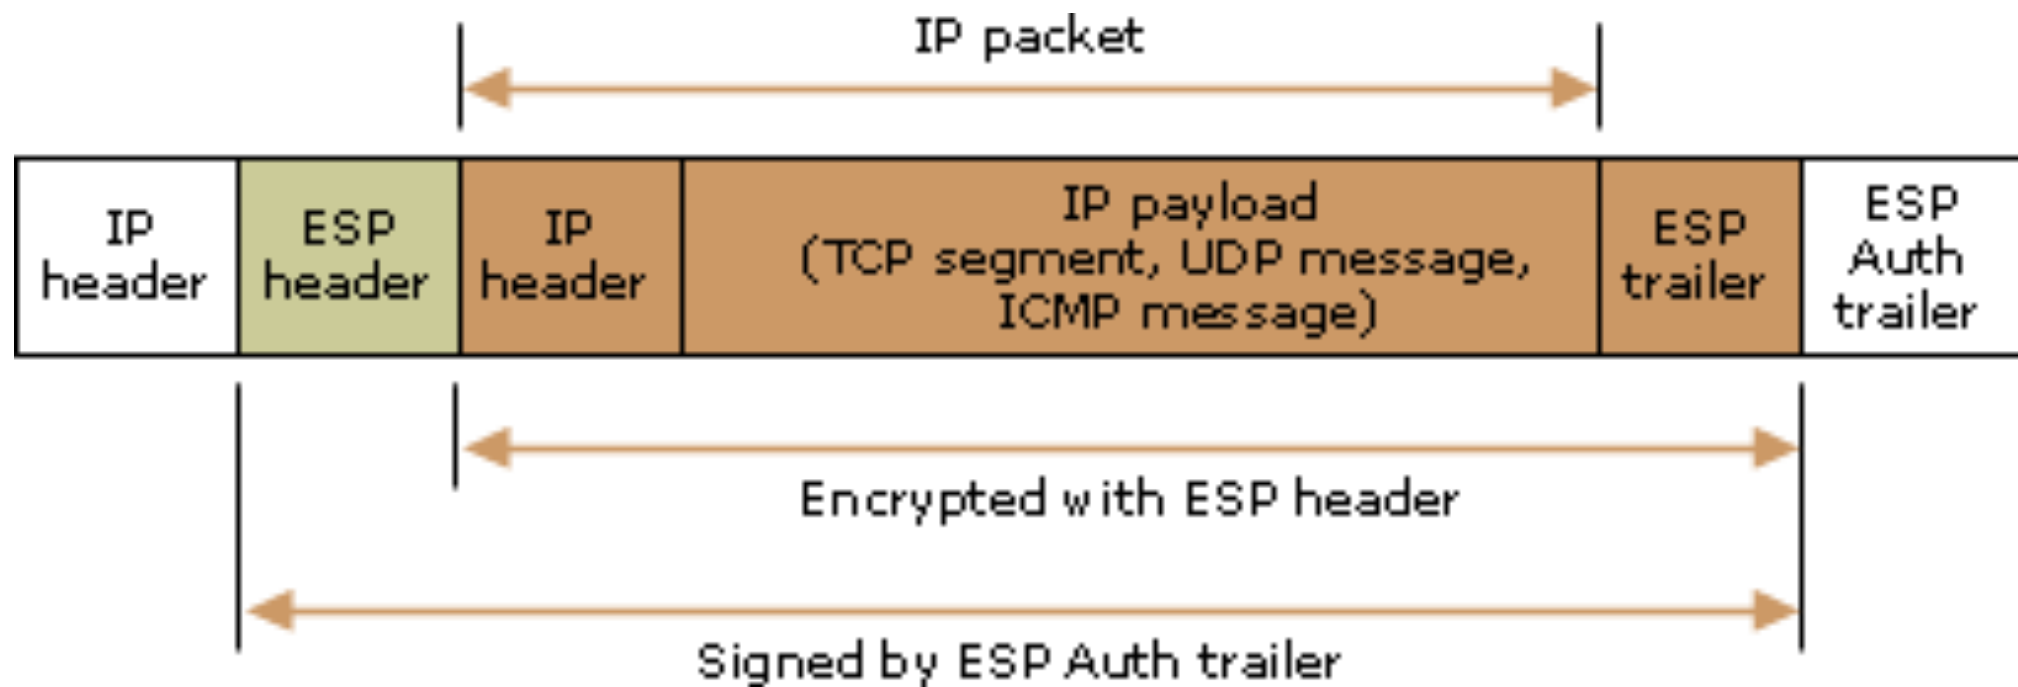 IP packet
IP
header
ESP
header
IP
header
IP payload
(TCP segment, UDP message,
ICMP message)
ESP
trailer
ESP
Auth
trailer
Encrypted with ESP header
Signed by ESP Auth trailer